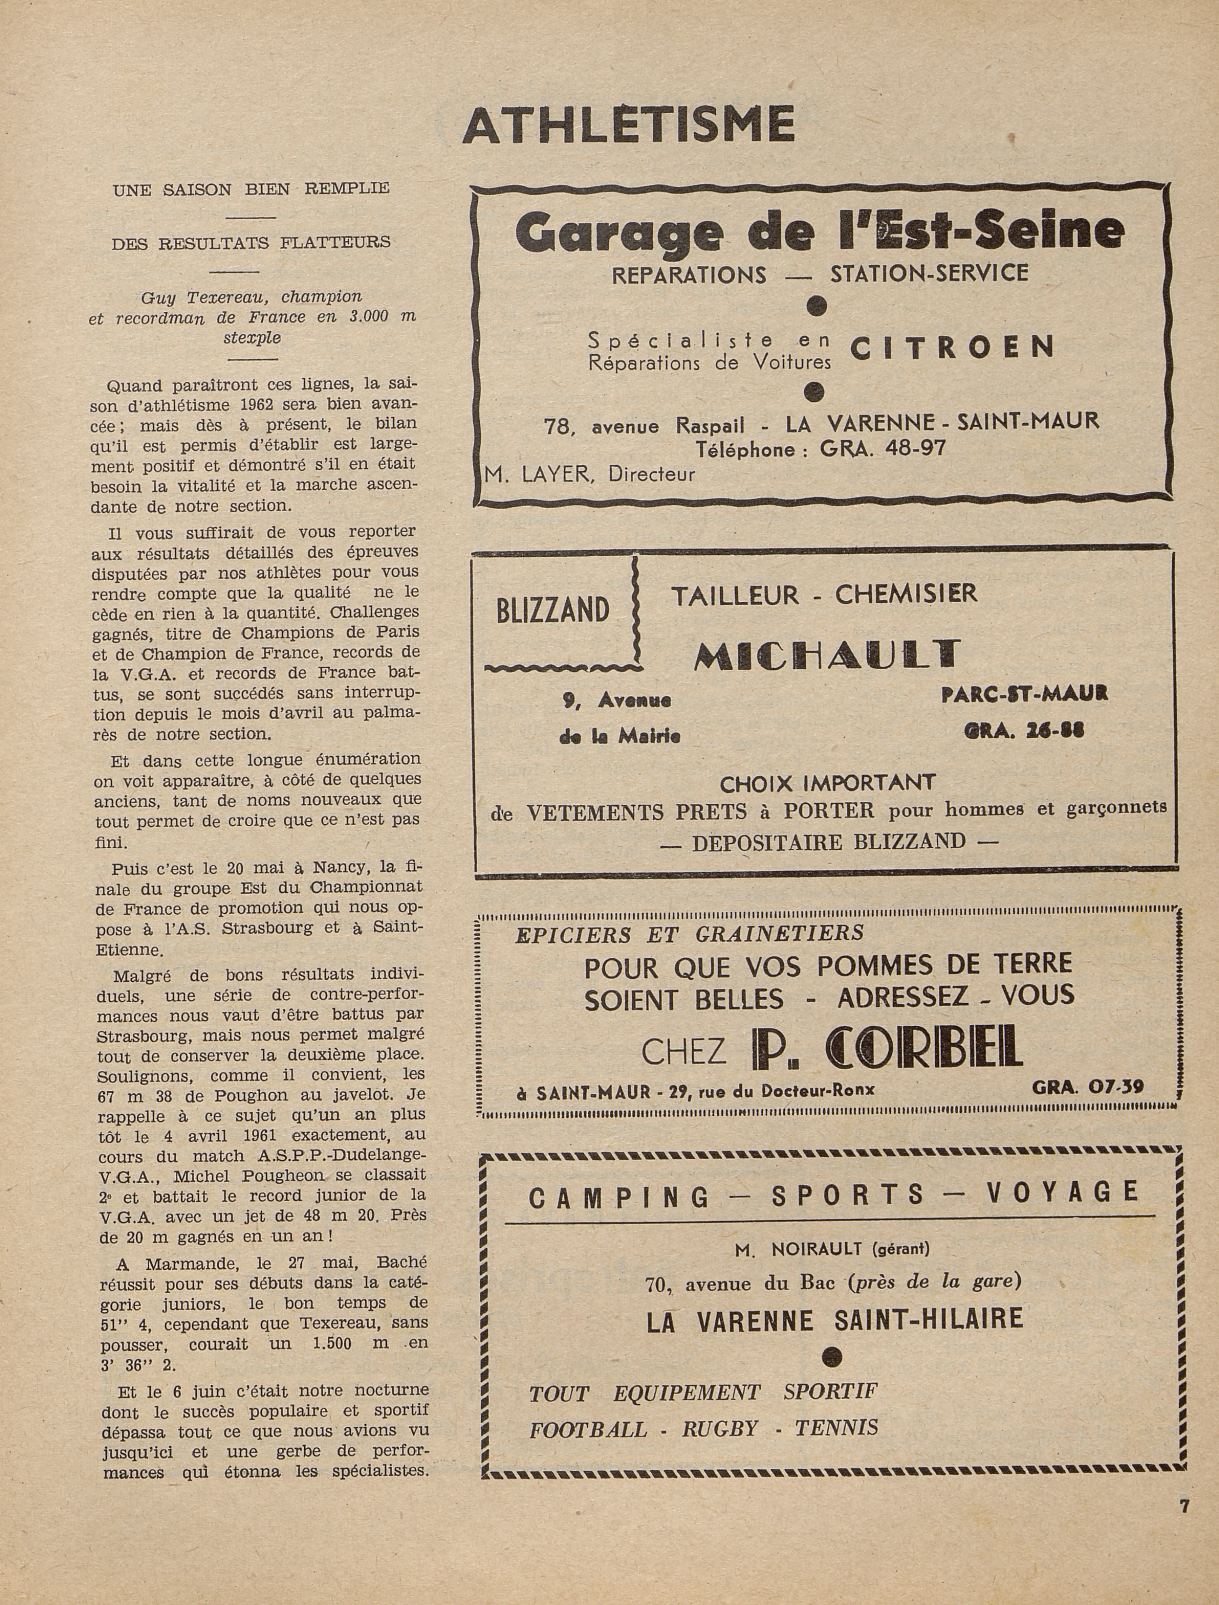 ATHLÉTISME
UNE SAISON BIEN REMPLIE
DES RESULTATS FLATTEURS
Guy Texereau, champion
et recordman de France en 3.000 m
stexple
Quand paraîtront ces lignes, la sai-
son d'athlétisme 1962 sera bien avan-
cée; mais dès à présent, le bilan
qu'il est permis d'établir est large-
ment positif et démontré s'il en était
besoin la vitalité et la marche ascen-
dante de notre section.
Il vous suffirait de vous reporter
aux résultats détaillés des épreuves
disputées par nos athlètes pour vous
rendre compte que la qualité ne le
cède en rien à la quantité. Challenges
gagnés, titre de Champions de Paris
et de Champion de France, records de
la V.G.A. et records de France bat-
tus, se sont succédés sans interrup-
tion depuis le mois d'avril au palma-
rès de notre section.
Et dans cette longue énumération
on voit apparaître, à côté de quelques
anciens, tant de noms nouveaux que
tout permet de croire que ce n'est pas
fini.
Puis c'est le 20 mai à Nancy, la fi-
nale du groupe Est du Championnat
de France de promotion qui nous op-
pose à l'A.S. Strasbourg et à Saint-
Etienne.
Malgré de bons résultats indivi-
duels, une série de contre-perfor-
mances nous vaut d'être battus par
Strasbourg, mais nous permet malgré
tout de conserver la deuxième place.
Soulignons, comme il convient, les
67 m 38 de Poughon au javelot. Je
rappelle à ce sujet qu'un an plus
tôt le 4 avril 1961 exactement, au
cours du match A.S.P.P.-Dudelange-
V.G.A., Michel Pougheon se classait
2e et battait le record junior de la
V.G.A. avec un jet de 48 m 20. Près
de 20 m gagnés en un an !
A Marmande, le 27 mai, Baché
réussit pour ses débuts dans la caté-
gorie juniors, le bon temps de
51'' 4, cependant que Texereau, sans
pousser, courait un 1.500 m en
3' 36'' 2.
Et le 6 juin c'était notre nocturne
dont le succès populaire et sportif
dépassa tout ce que nous avions vu
jusqu'ici et une gerbe de perfor-
mances qui étonna les spécialistes.
Garage de l'Est-Seine
REPARATIONS — STATION-SERVICE
Spécialiste en
Réparations de Voitures CITROEN
78, avenue Raspail - LA VARENNE - SAINT-MAUR
Téléphone : GRA. 48-97
M. LAYER, Directeur
BLIZZAND
TAILLEUR - CHEMISIER
MICHAULT
9, Avenue
de la Mairie
PARC-ST-MAUR
GRA. 26-88
CHOIX IMPORTANT
de VETEMENTS PRETS à PORTER pour hommes et garçonnets
— DEPOSITAIRE BLIZZAND —
EPICIERS ET GRAINETIERS
POUR QUE VOS POMMES DE TERRE
SOIENT BELLES - ADRESSEZ - VOUS
CHEZ P. CORBEL
à SAINT-MAUR - 29, rue du Docteur-Ronx GRA. 07-39
CAMPING — SPORTS — VOYAGE
M. NOIRAULT (gérant)
70, avenue du Bac (près de la gare)
LA VARENNE SAINT-HILAIRE
TOUT EQUIPEMENT SPORTIF
FOOTBALL - RUGBY - TENNIS
7